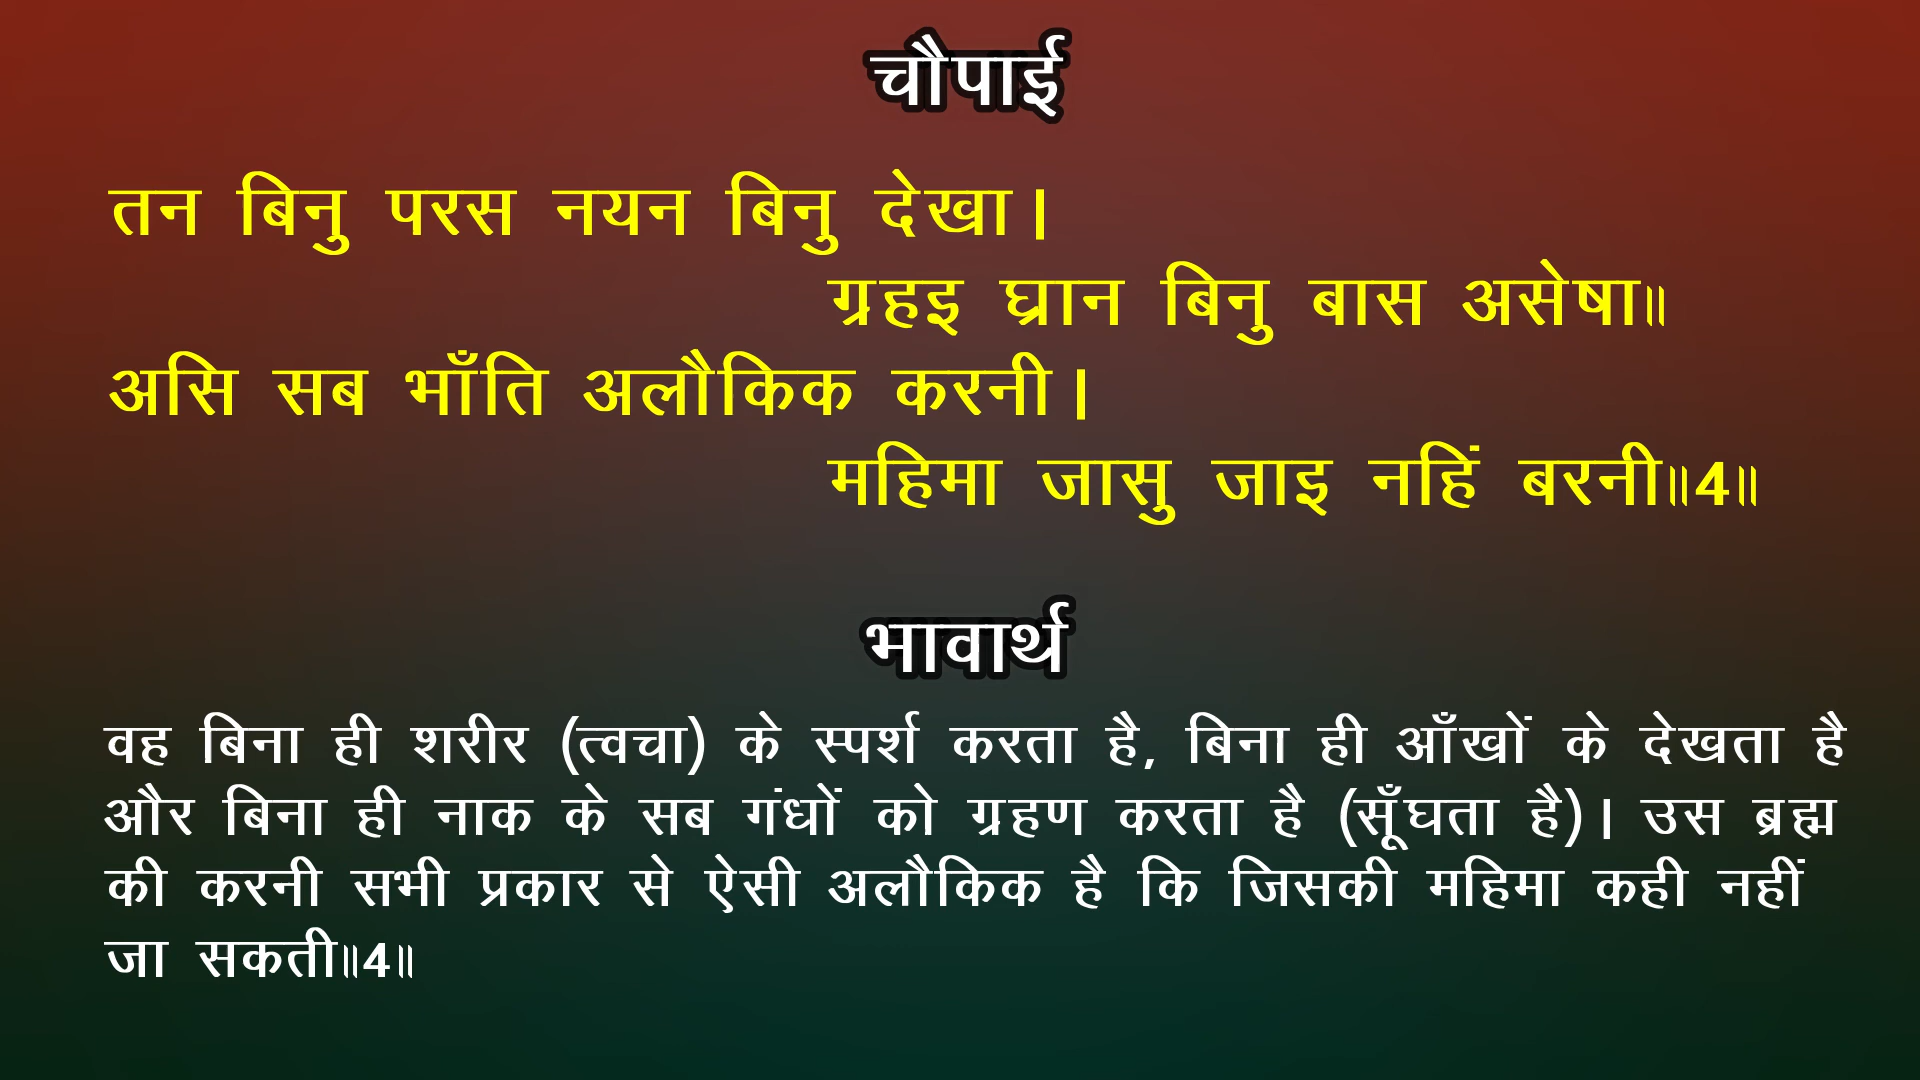 चौपाई
तन बिनु परस नयन बिनु देखा।
ग्रहइ घ्रान बिनु बास असेषा॥
असि सब भाँति अलौकिक करनी।
महिमा जासु जाइ नहिं बरनी॥4॥
भावार्थ
वह बिना ही शरीर (त्वचा) के स्पर्श करता है, बिना ही आँखों के देखता है
और बिना ही नाक के सब गंधों को ग्रहण करता है (सूँघता है)। उस ब्रह्म
की करनी सभी प्रकार से ऐसी अलौकिक है कि जिसकी महिमा कही नहीं
जा सकती॥4॥